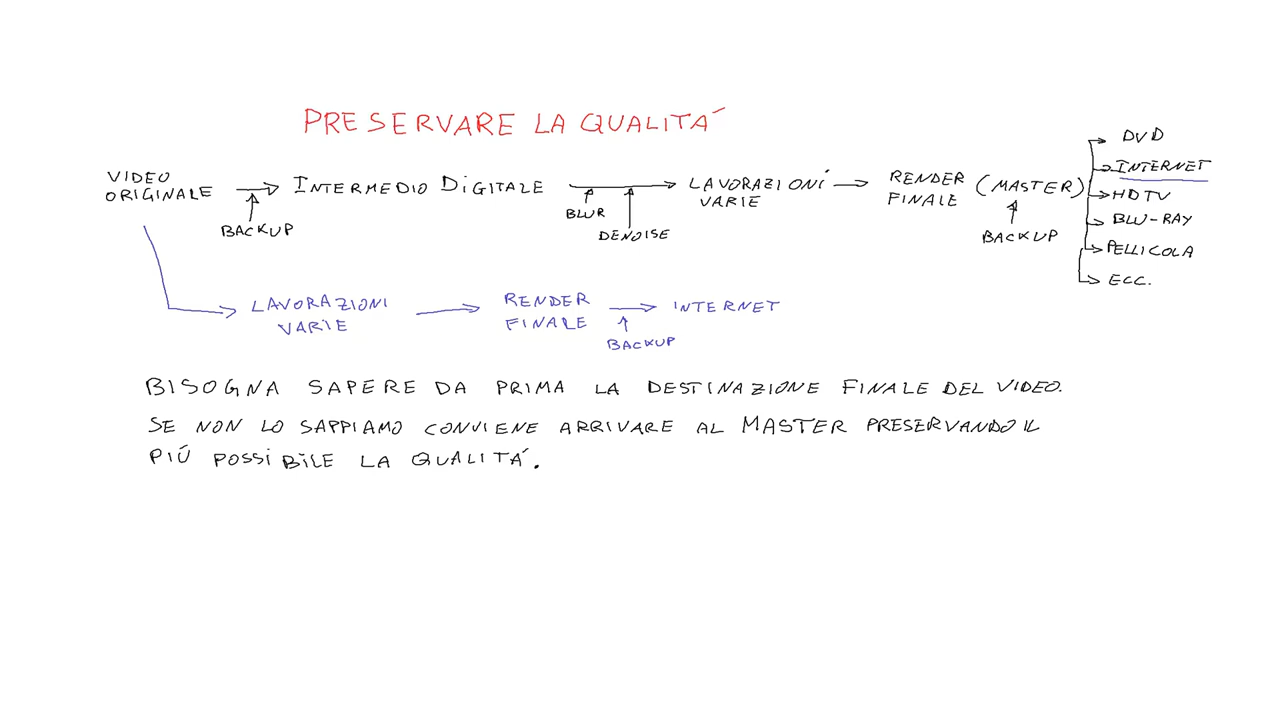 PRESERVARE LA QUALITÁ
VIDEO
ORIGINALE
BACKUP
INTERMEDIO DIGITALE
BLUR
DENOISE
LAVORAZIONI
VARIE
RENDER
FINALE
(MASTER)
BACKUP
DVD
INTERNET
HDTV
BLU-RAY
PELLICOLA
ECC.
LAVORAZIONI
VARIE
RENDER
FINALE
BACKUP
INTERNET
BISOGNA SAPERE DA PRIMA LA DESTINAZIONE FINALE DEL VIDEO.
SE NON LO SAPPIAMO CONVIENE ARRIVARE AL MASTER PRESERVANDO IL
PIÚ POSSIBILE LA QUALITÁ.